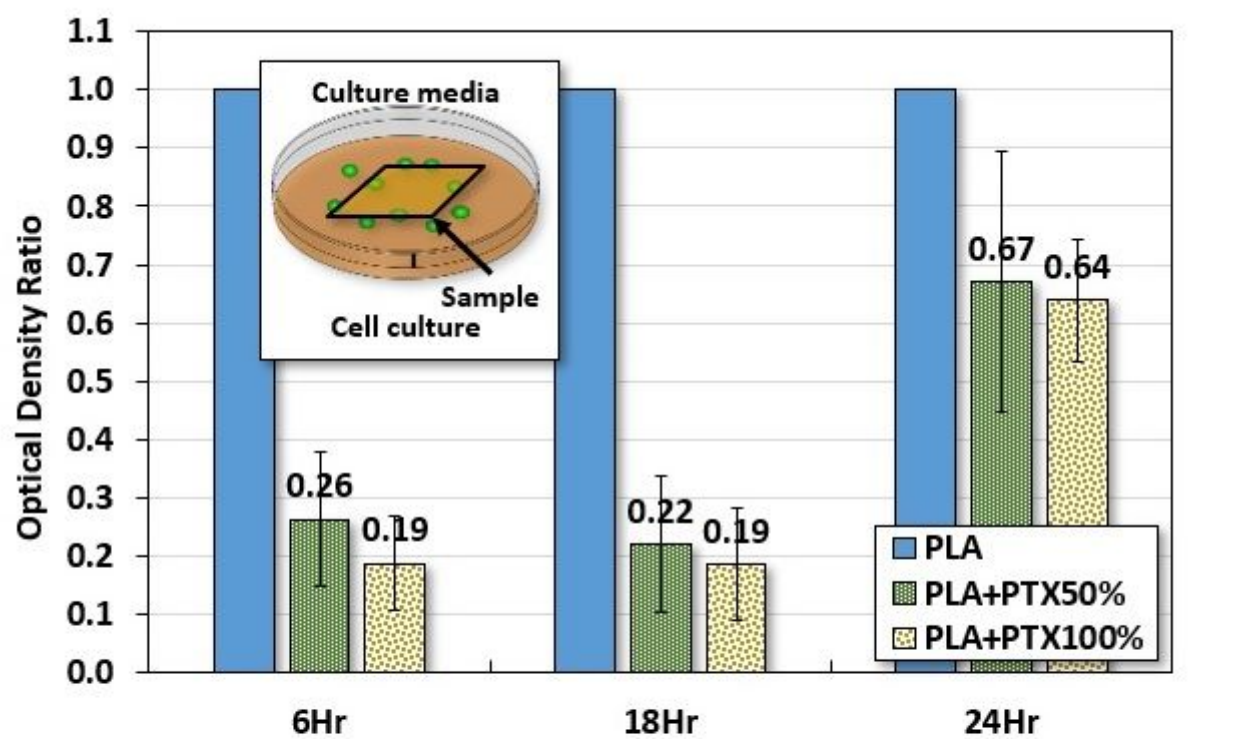 Optical Density Ratio
1.1
1.0
0.9
0.8
0.7
0.6
0.5
0.4
0.3
0.2
0.1
0.0
Culture media
Sample
Cell culture
0.26
0.19
0.22
0.19
0.67
0.64
PLA
PLA+PTX50%
PLA+PTX100%
6Hr
18Hr
24Hr